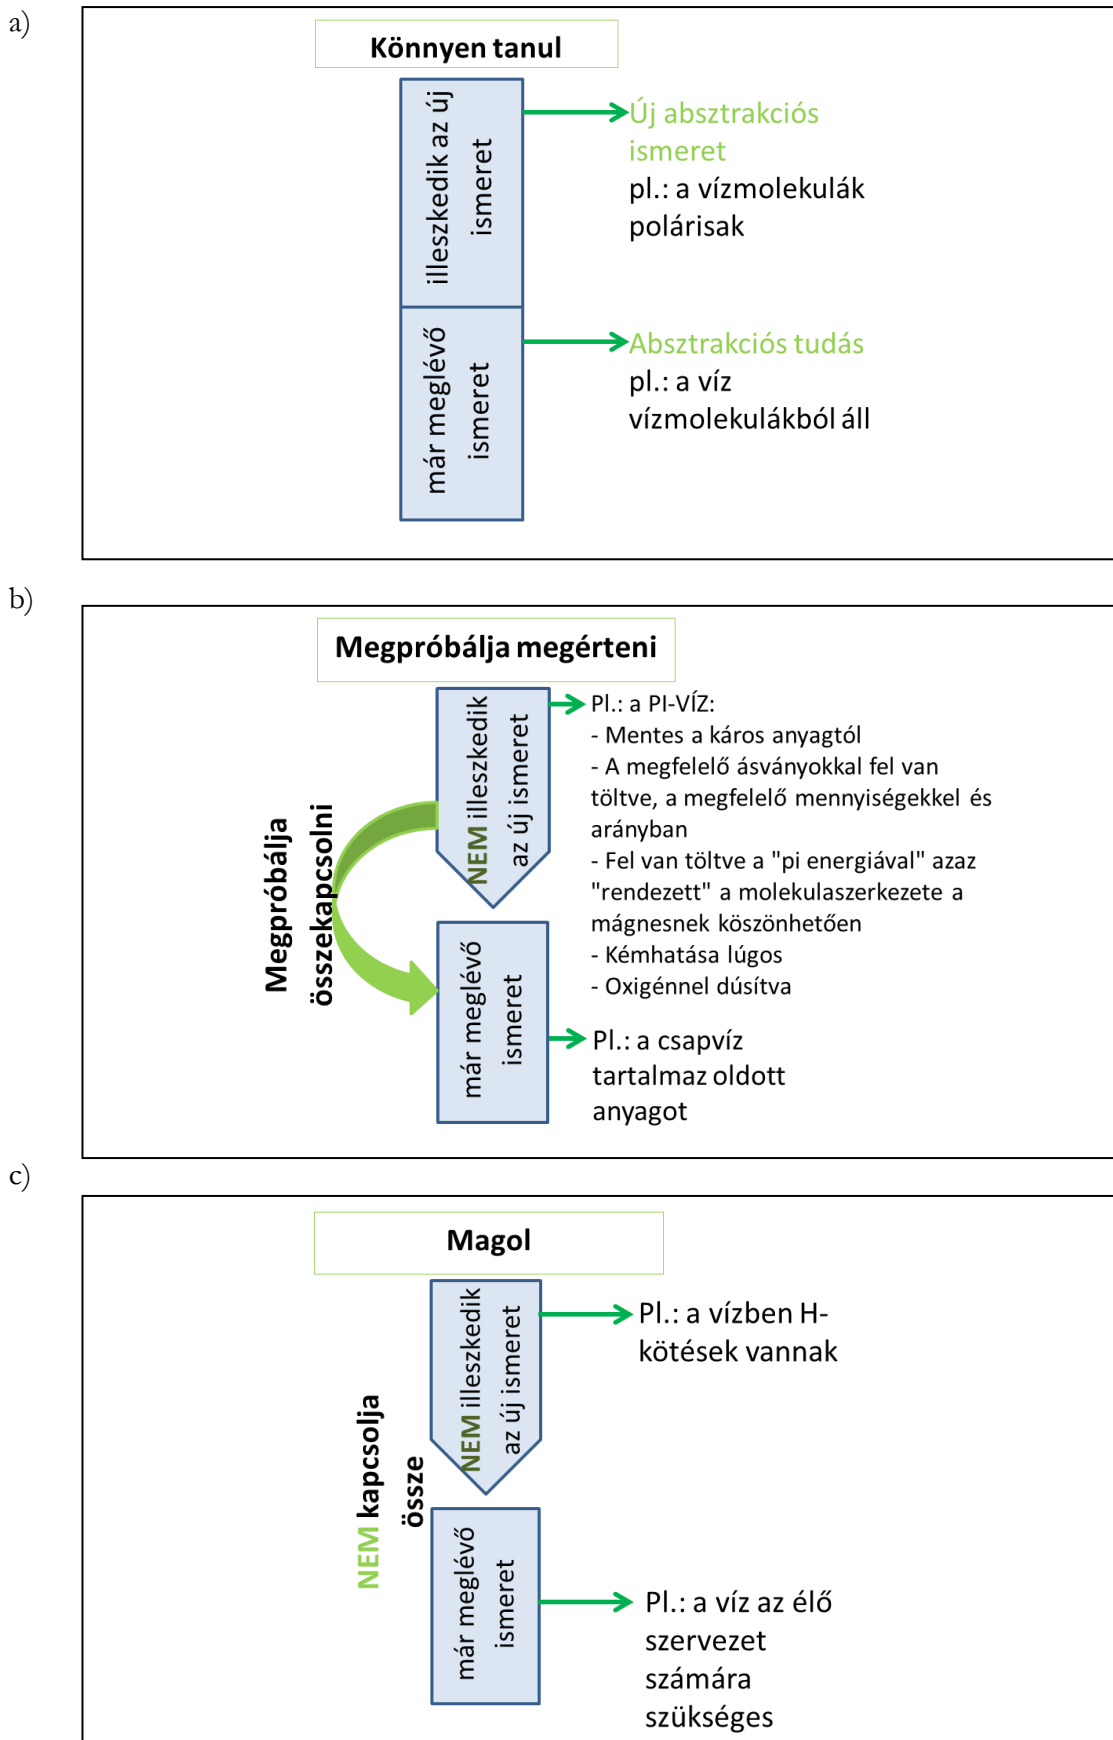 a)
Könnyen tanul
illeszkedik az új
ismeret
Új absztrakciós
ismeret
pl.: a vízmolekulák
polárisak
már meglévő
ismeret
Absztrakciós tudás
pl.: a víz
vízmolekulákból áll
b)
Megpróbálja megérteni
Megpróbálja
összekapcsolni
NEM illeszkedik
az új ismeret
Pl.: a PI-VÍZ:
- Mentes a káros anyagtól
- A megfelelő ásványokkal fel van
töltve, a megfelelő mennyiségekkel és
arányban
- Fel van töltve a "pi energiával" azaz
"rendezett" a molekulaszerkezete a
mágnesnek köszönhetően
- Kémhatása lúgos
- Oxigénnel dúsítva
már meglévő
ismeret
Pl.: a csapvíz
tartalmaz oldott
anyagot
c)
Magol
NEM kapcsolja
össze
NEM illeszkedik
az új ismeret
Pl.: a vízben H-
kötések vannak
már meglévő
ismeret
Pl.: a víz az élő
szervezet
számára
szükséges